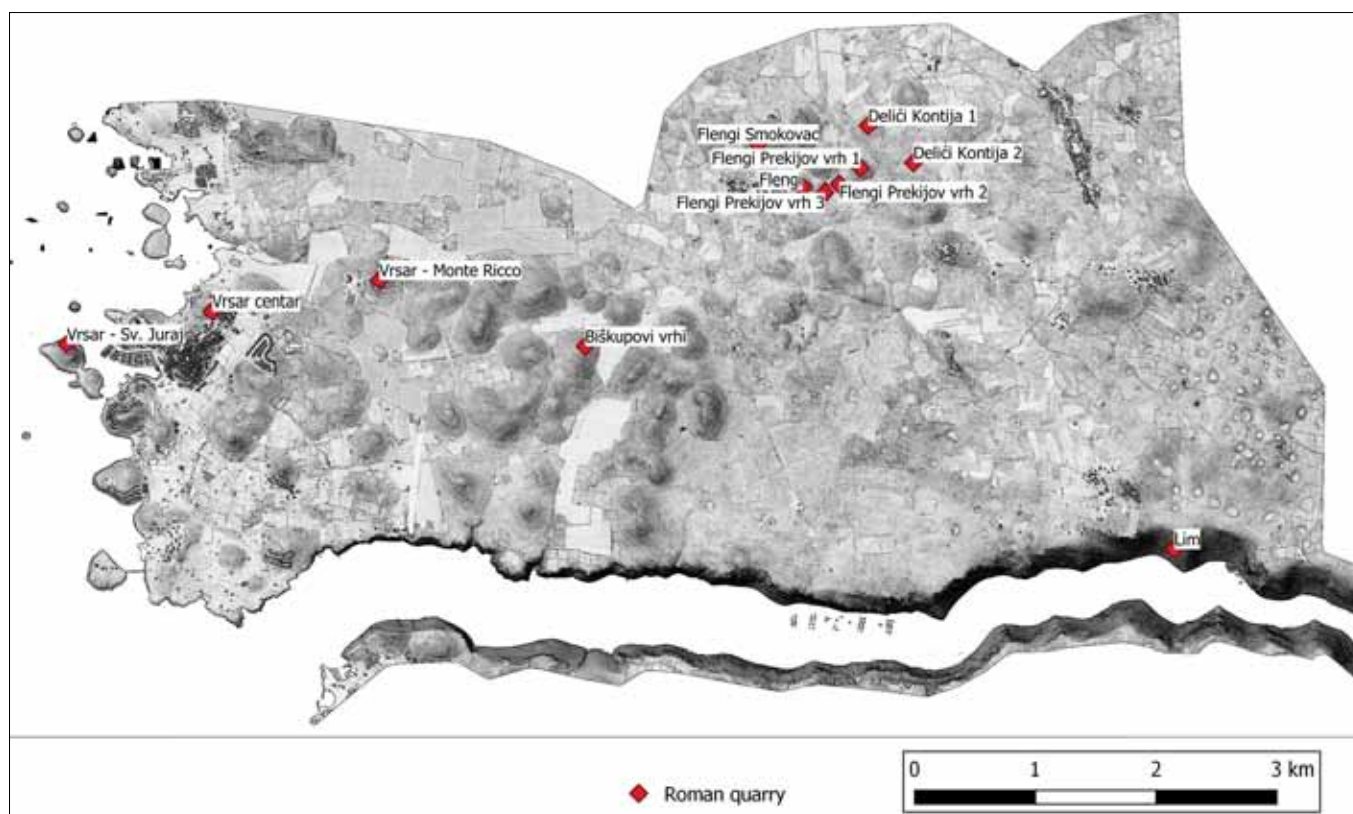 Delići Kontija 1
Flengi Smokovac
Flengi Prekijov vrh 1
Delići Kontija 2
Fleng
Flengi Prekijov vrh 2
Flengi Prekijov vrh 3
Vrsar - Monte Ricco
Vrsar centar
Vrsar - Sv. Juraj
Biškupovi vrhi
Lim
0 1 2 3 km
Roman quarry